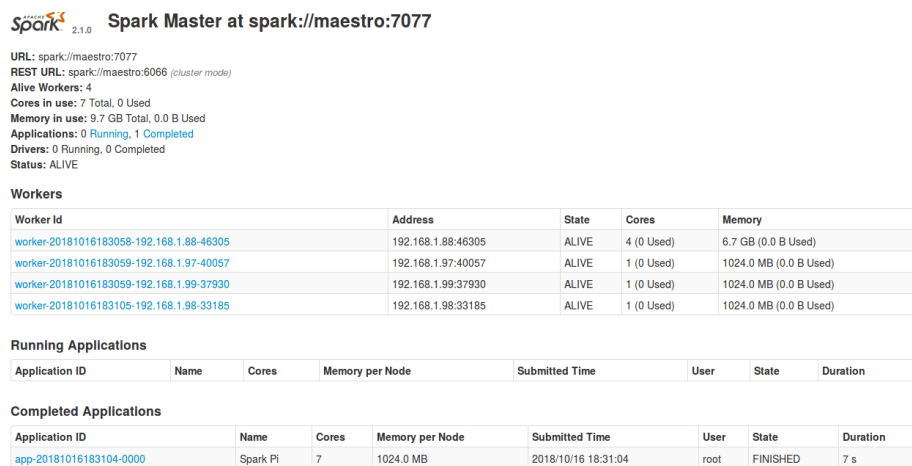 APACHE Spark 2.1.0 Spark Master at spark://maestro:7077
URL: spark://maestro:7077
REST URL: spark://maestro:6066 (cluster mode)
Alive Workers: 4
Cores in use: 7 Total, 0 Used
Memory in use: 9.7 GB Total, 0.0 B Used
Applications: 0 Running, 1 Completed
Drivers: 0 Running, 0 Completed
Status: ALIVE
Workers
Worker Id Address State Cores Memory
worker-20181016183058-192.168.1.88-46305 192.168.1.88:46305 ALIVE 4 (0 Used) 6.7 GB (0.0 B Used)
worker-20181016183059-192.168.1.97-40057 192.168.1.97:40057 ALIVE 1 (0 Used) 1024.0 MB (0.0 B Used)
worker-20181016183059-192.168.1.99-37930 192.168.1.99:37930 ALIVE 1 (0 Used) 1024.0 MB (0.0 B Used)
worker-20181016183105-192.168.1.98-33185 192.168.1.98:33185 ALIVE 1 (0 Used) 1024.0 MB (0.0 B Used)
Running Applications
Application ID Name Cores Memory per Node Submitted Time User State Duration
Completed Applications
Application ID Name Cores Memory per Node Submitted Time User State Duration
app-20181016183104-0000 Spark Pi 7 1024.0 MB 2018/10/16 18:31:04 root FINISHED 7 s